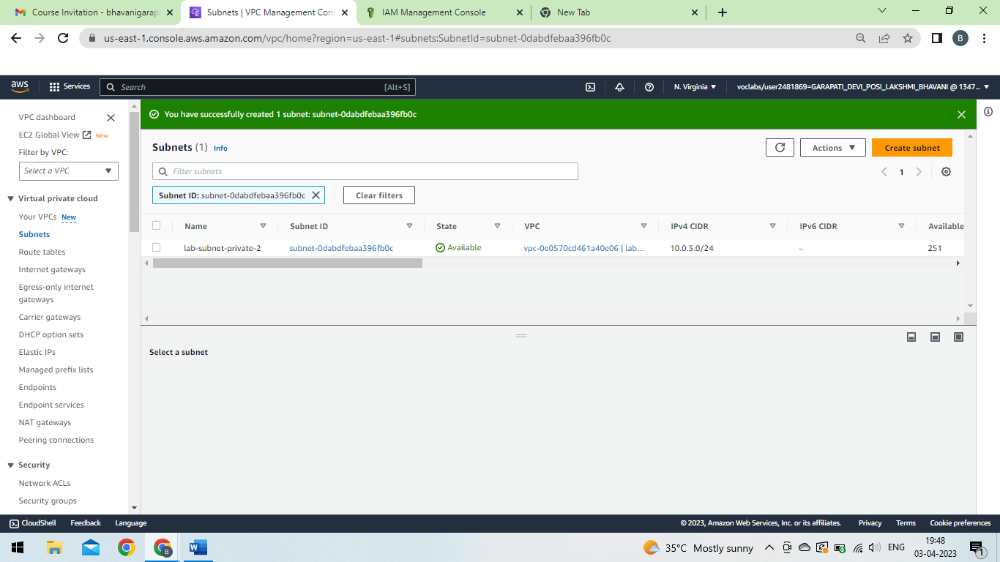 Course Invitation - bhavanigarap
Subnets | VPC Management Cons
IAM Management Console
New Tab
us-east-1.console.aws.amazon.com/vpc/home?region=us-east-1#subnets:SubnetId=subnet-0dabdfebaa396fb0c
B
aws
Services
Search
[Alt+S]
N. Virginia
voclabs/user2481869=GARAPATI_DEVI_POSI_LAKSHMI_BHAVANI @ 1347...
VPC dashboard
EC2 Global View New
Filter by VPC:
Select a VPC
Virtual private cloud
Your VPCs New
Subnets
Route tables
Internet gateways
Egress-only internet
gateways
Carrier gateways
DHCP option sets
Elastic IPs
Managed prefix lists
Endpoints
Endpoint services
NAT gateways
Peering connections
Security
Network ACLs
Security groups
You have successfully created 1 subnet: subnet-0dabdfebaa396fb0c
Subnets (1) Info
Actions
Create subnet
Filter subnets
1
Subnet ID: subnet-0dabdfebaa396fb0c
Clear filters
Name Subnet ID State VPC IPv4 CIDR IPv6 CIDR Available
lab-subnet-private-2 subnet-0dabdfebaa396fb0c Available vpc-0e0570cd461a40e06 | lab... 10.0.3.0/24 – 251
Select a subnet
CloudShell Feedback Language © 2023, Amazon Web Services, Inc. or its affiliates. Privacy Terms Cookie preferences
B
W
35°C Mostly sunny
ENG
19:48
03-04-2023
1